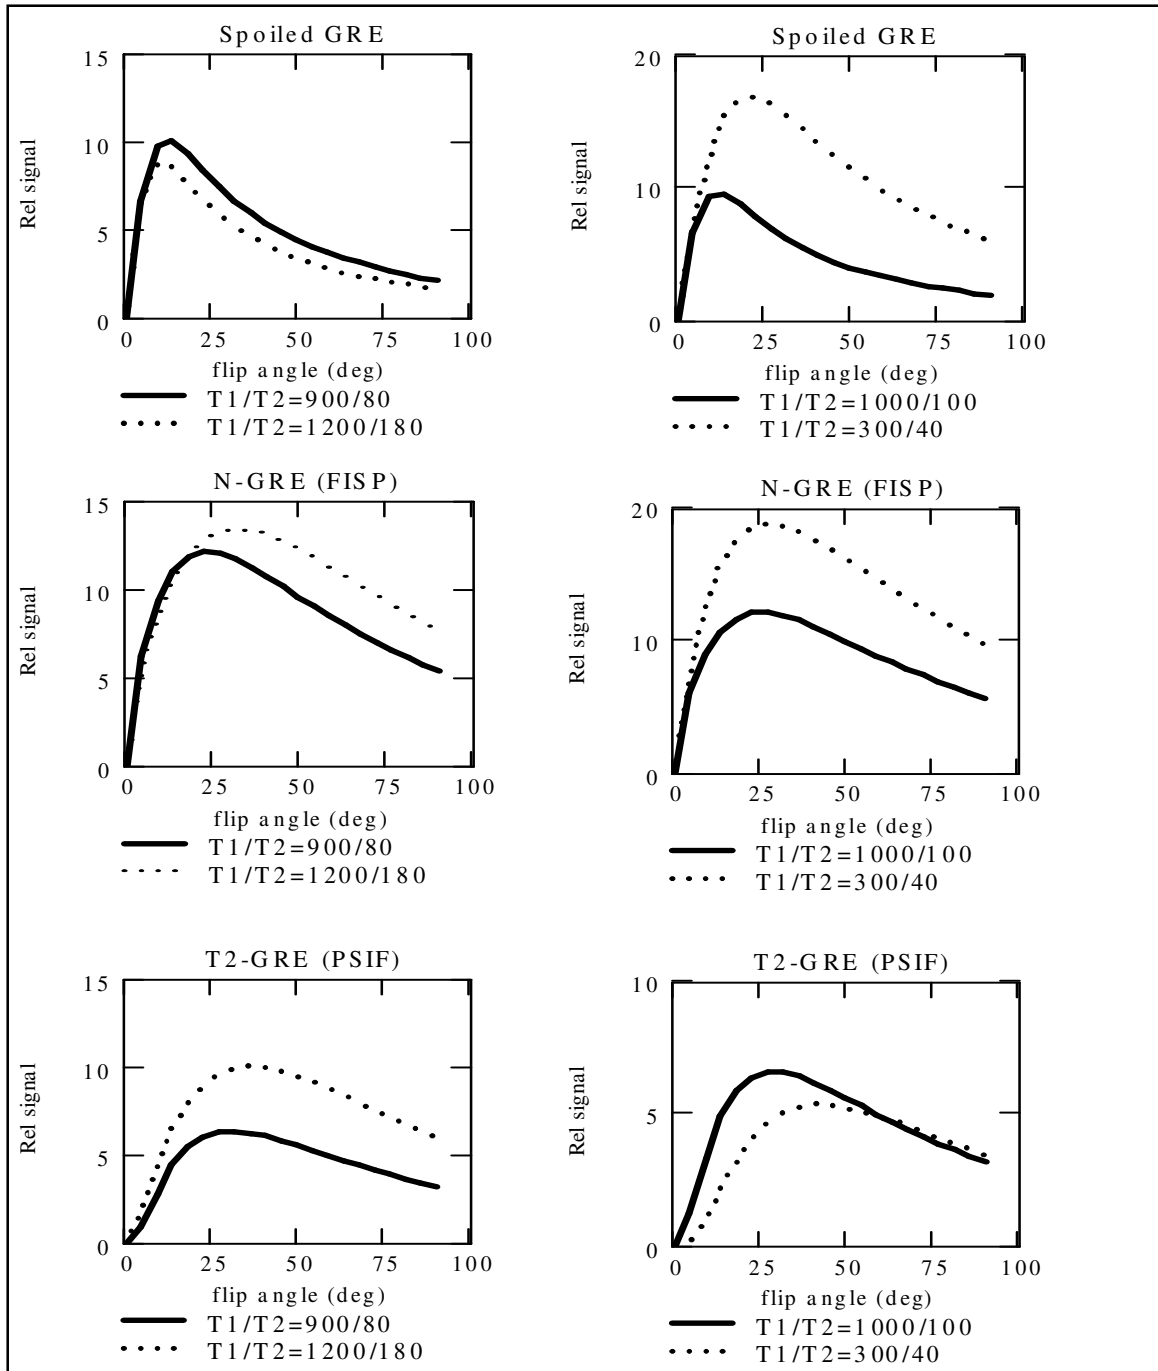 Spoiled GRE
15
10
5
0
Rel signal
0 25 50 75 100
flip angle (deg)
T1/T2=900/80
T1/T2=1200/180
Spoiled GRE
20
10
0
Rel signal
0 25 50 75 100
flip angle (deg)
T1/T2=1000/100
T1/T2=300/40
N-GRE (FISP)
15
10
5
0
Rel signal
0 25 50 75 100
flip angle (deg)
T1/T2=900/80
T1/T2=1200/180
N-GRE (FISP)
20
10
0
Rel signal
0 25 50 75 100
flip angle (deg)
T1/T2=1000/100
T1/T2=300/40
T2-GRE (PSIF)
15
10
5
0
Rel signal
0 25 50 75 100
flip angle (deg)
T1/T2=900/80
T1/T2=1200/180
T2-GRE (PSIF)
10
5
0
Rel signal
0 25 50 75 100
flip angle (deg)
T1/T2=1000/100
T1/T2=300/40